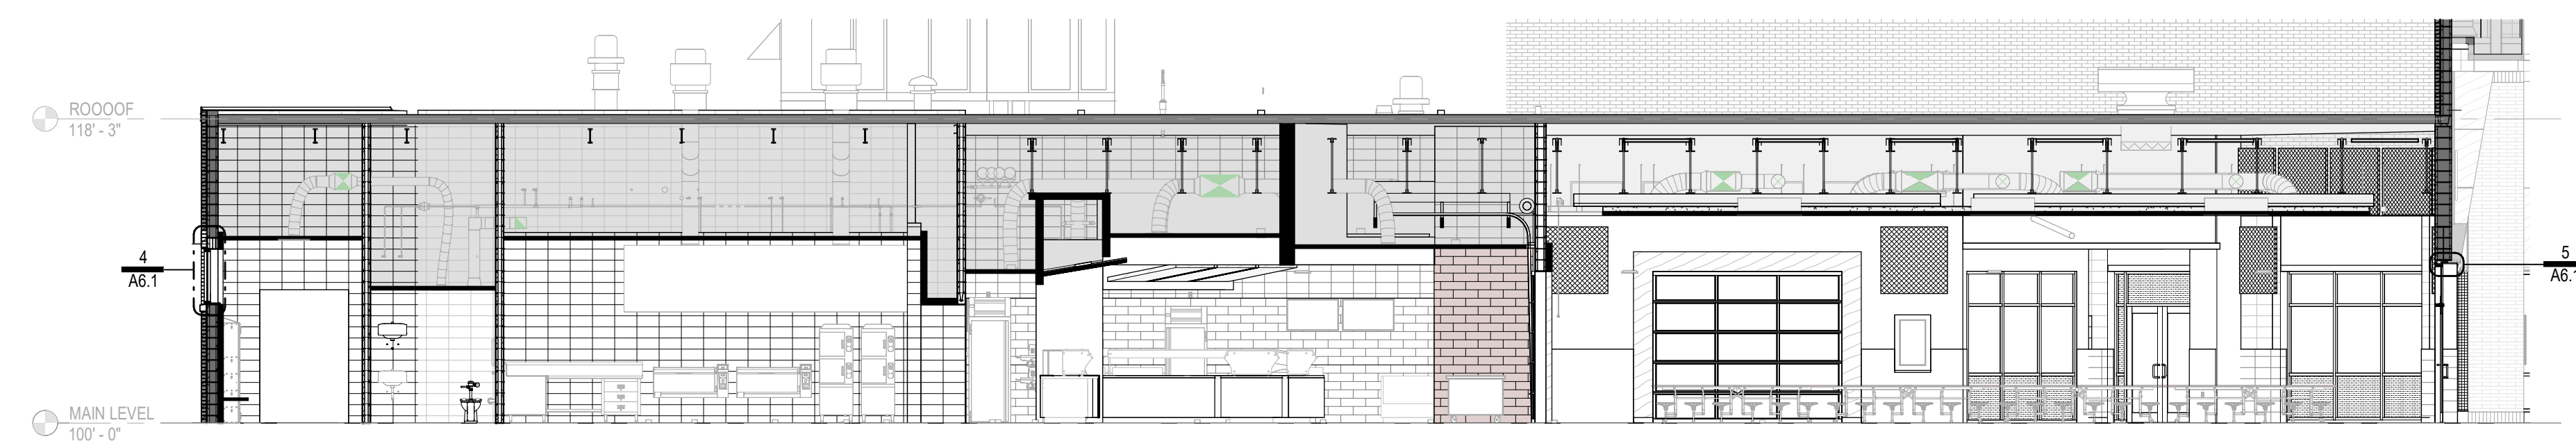 ROOOOF
118' - 3"
4
A6.1
5
A6.1
MAIN LEVEL
100' - 0"